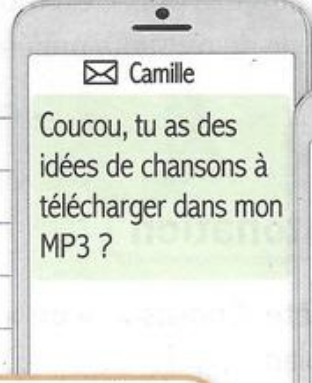 Camille
Coucou, tu as des
idées de chansons à
télécharger dans mon
MP3 ?